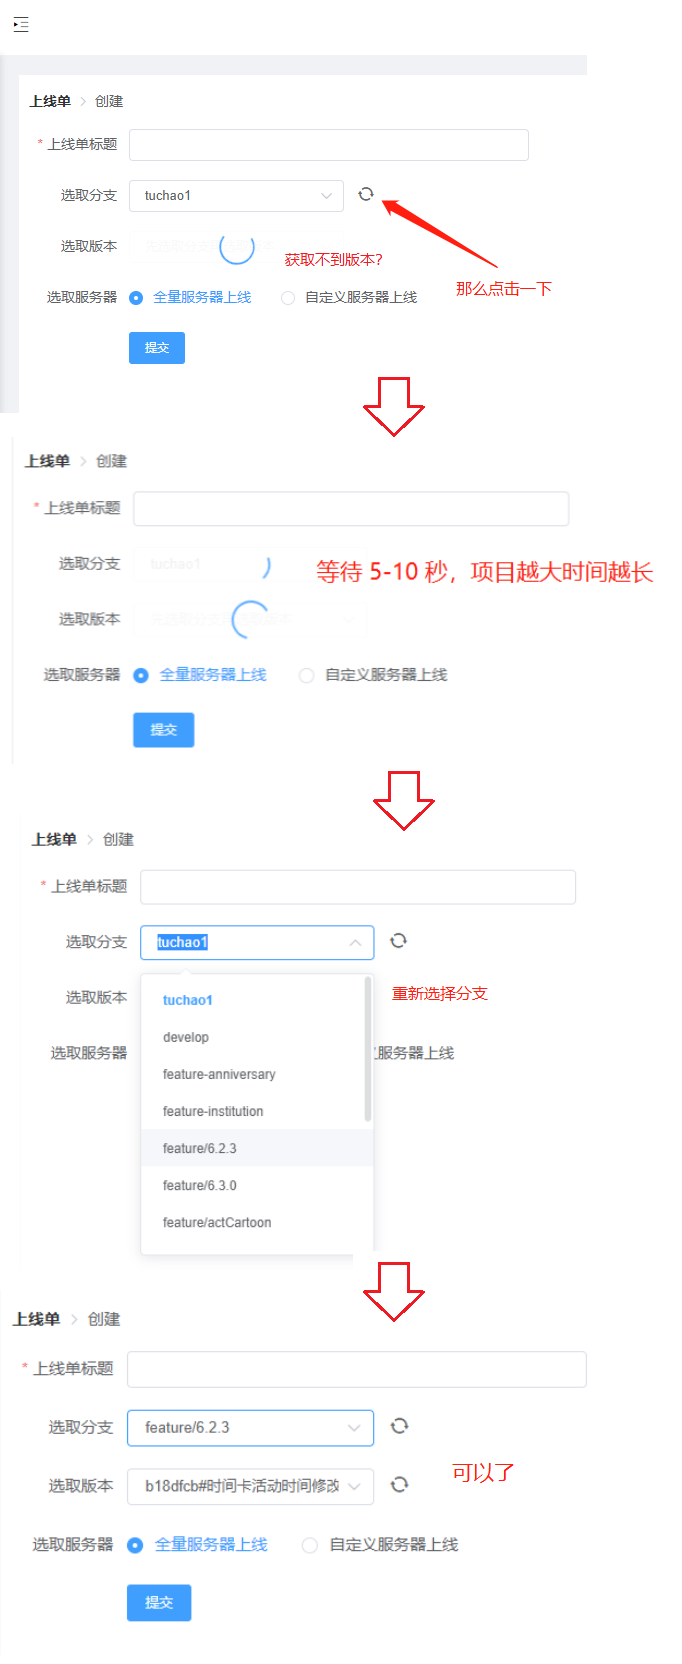 上线单 > 创建
* 上线单标题
选取分支 tuchao1
选取版本
获取不到版本?
那么点击一下
选取服务器 全量服务器上线 自定义服务器上线
提交
上线单 > 创建
* 上线单标题
选取分支 tuchao1
等待 5-10 秒，项目越大时间越长
选取版本
选取服务器 全量服务器上线 自定义服务器上线
提交
上线单 > 创建
* 上线单标题
选取分支 tuchao1
选取版本
重新选择分支
tuchao1
develop
选取服务器
服务器上线
feature-anniversary
feature-institution
feature/6.2.3
feature/6.3.0
feature/actCartoon
上线单 > 创建
* 上线单标题
选取分支 feature/6.2.3
选取版本 b18dfcb#时间卡活动时间修改
可以了
选取服务器 全量服务器上线 自定义服务器上线
提交